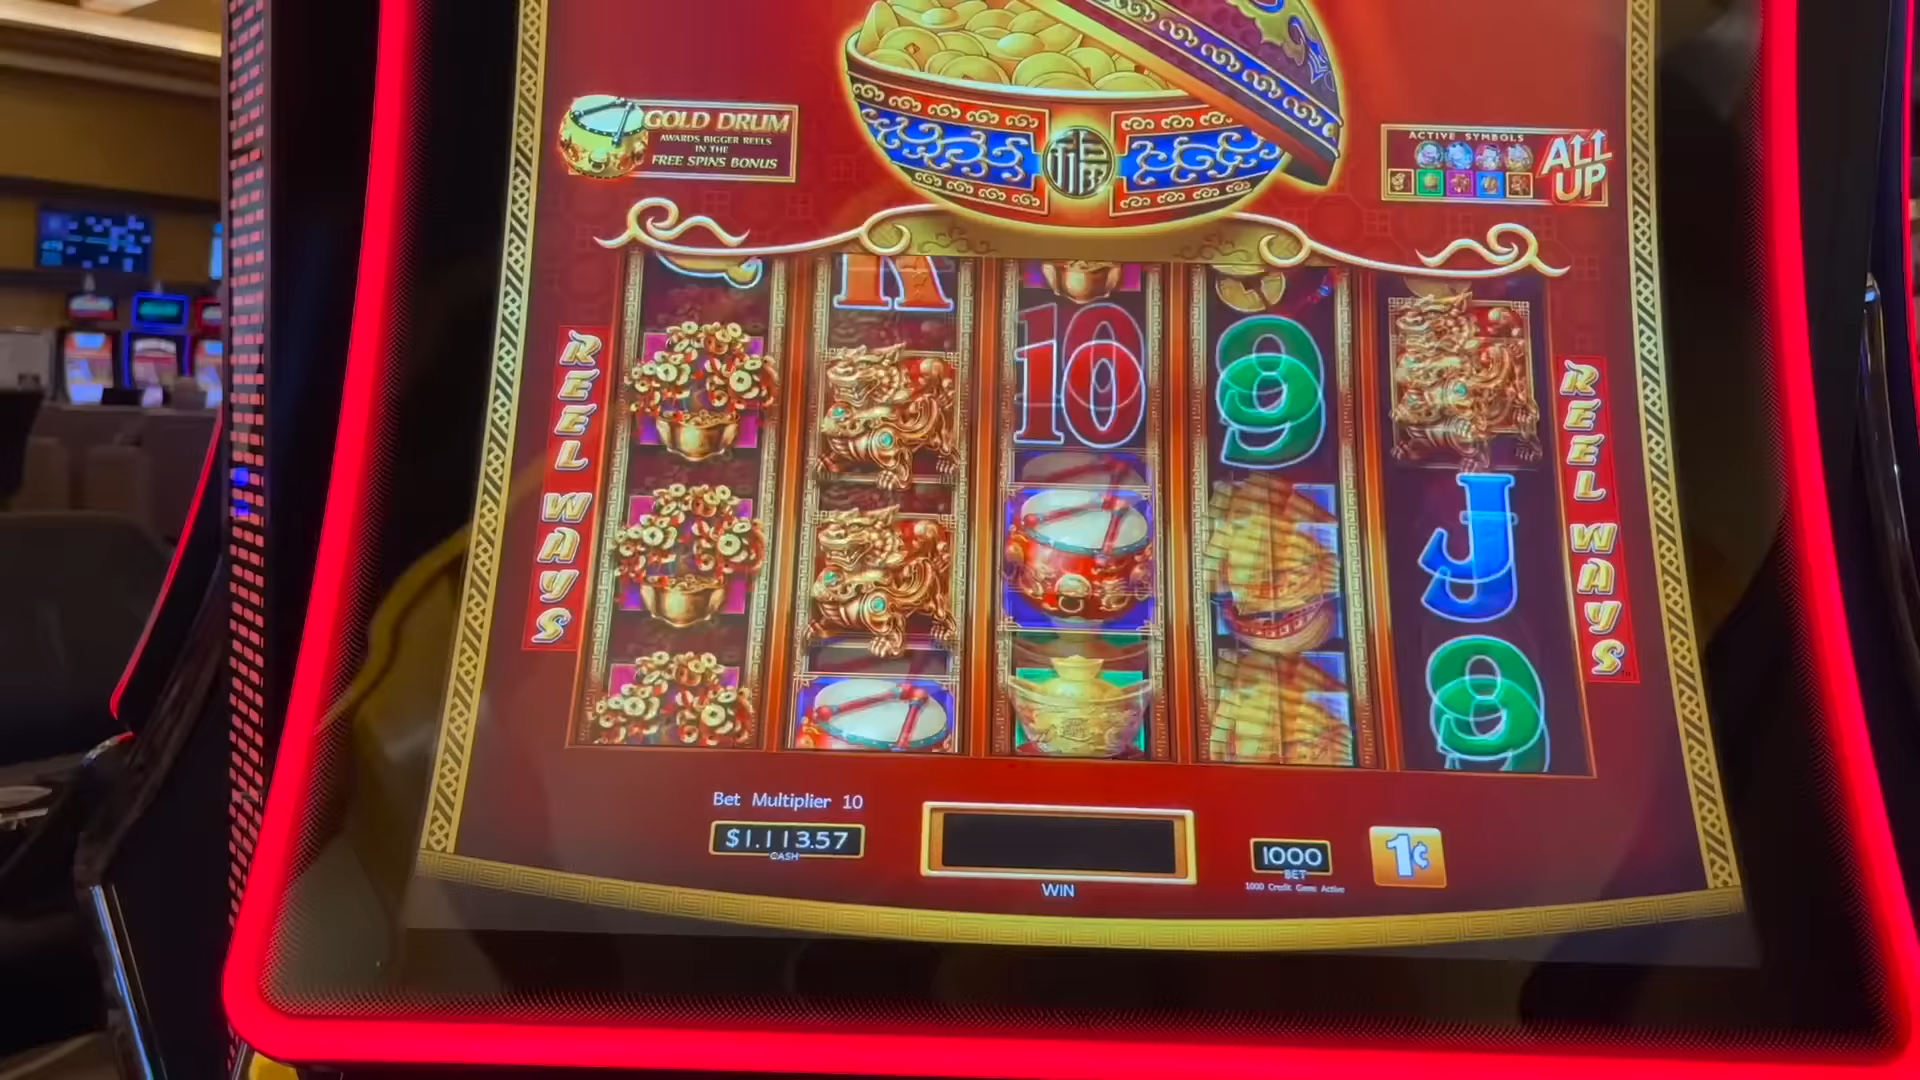 GOLD DRUM
AWARDS BIGGER REELS
IN THE
FREE SPINS BONUS
福
ACTIVE SYMBOLS
ALL
UP
REEL WAYS
K
10
9
J
9
REEL WAYS
Bet Multiplier 10
$1,113.57
CASH
WIN
1000
BET
1000 Credit Game Active
1¢